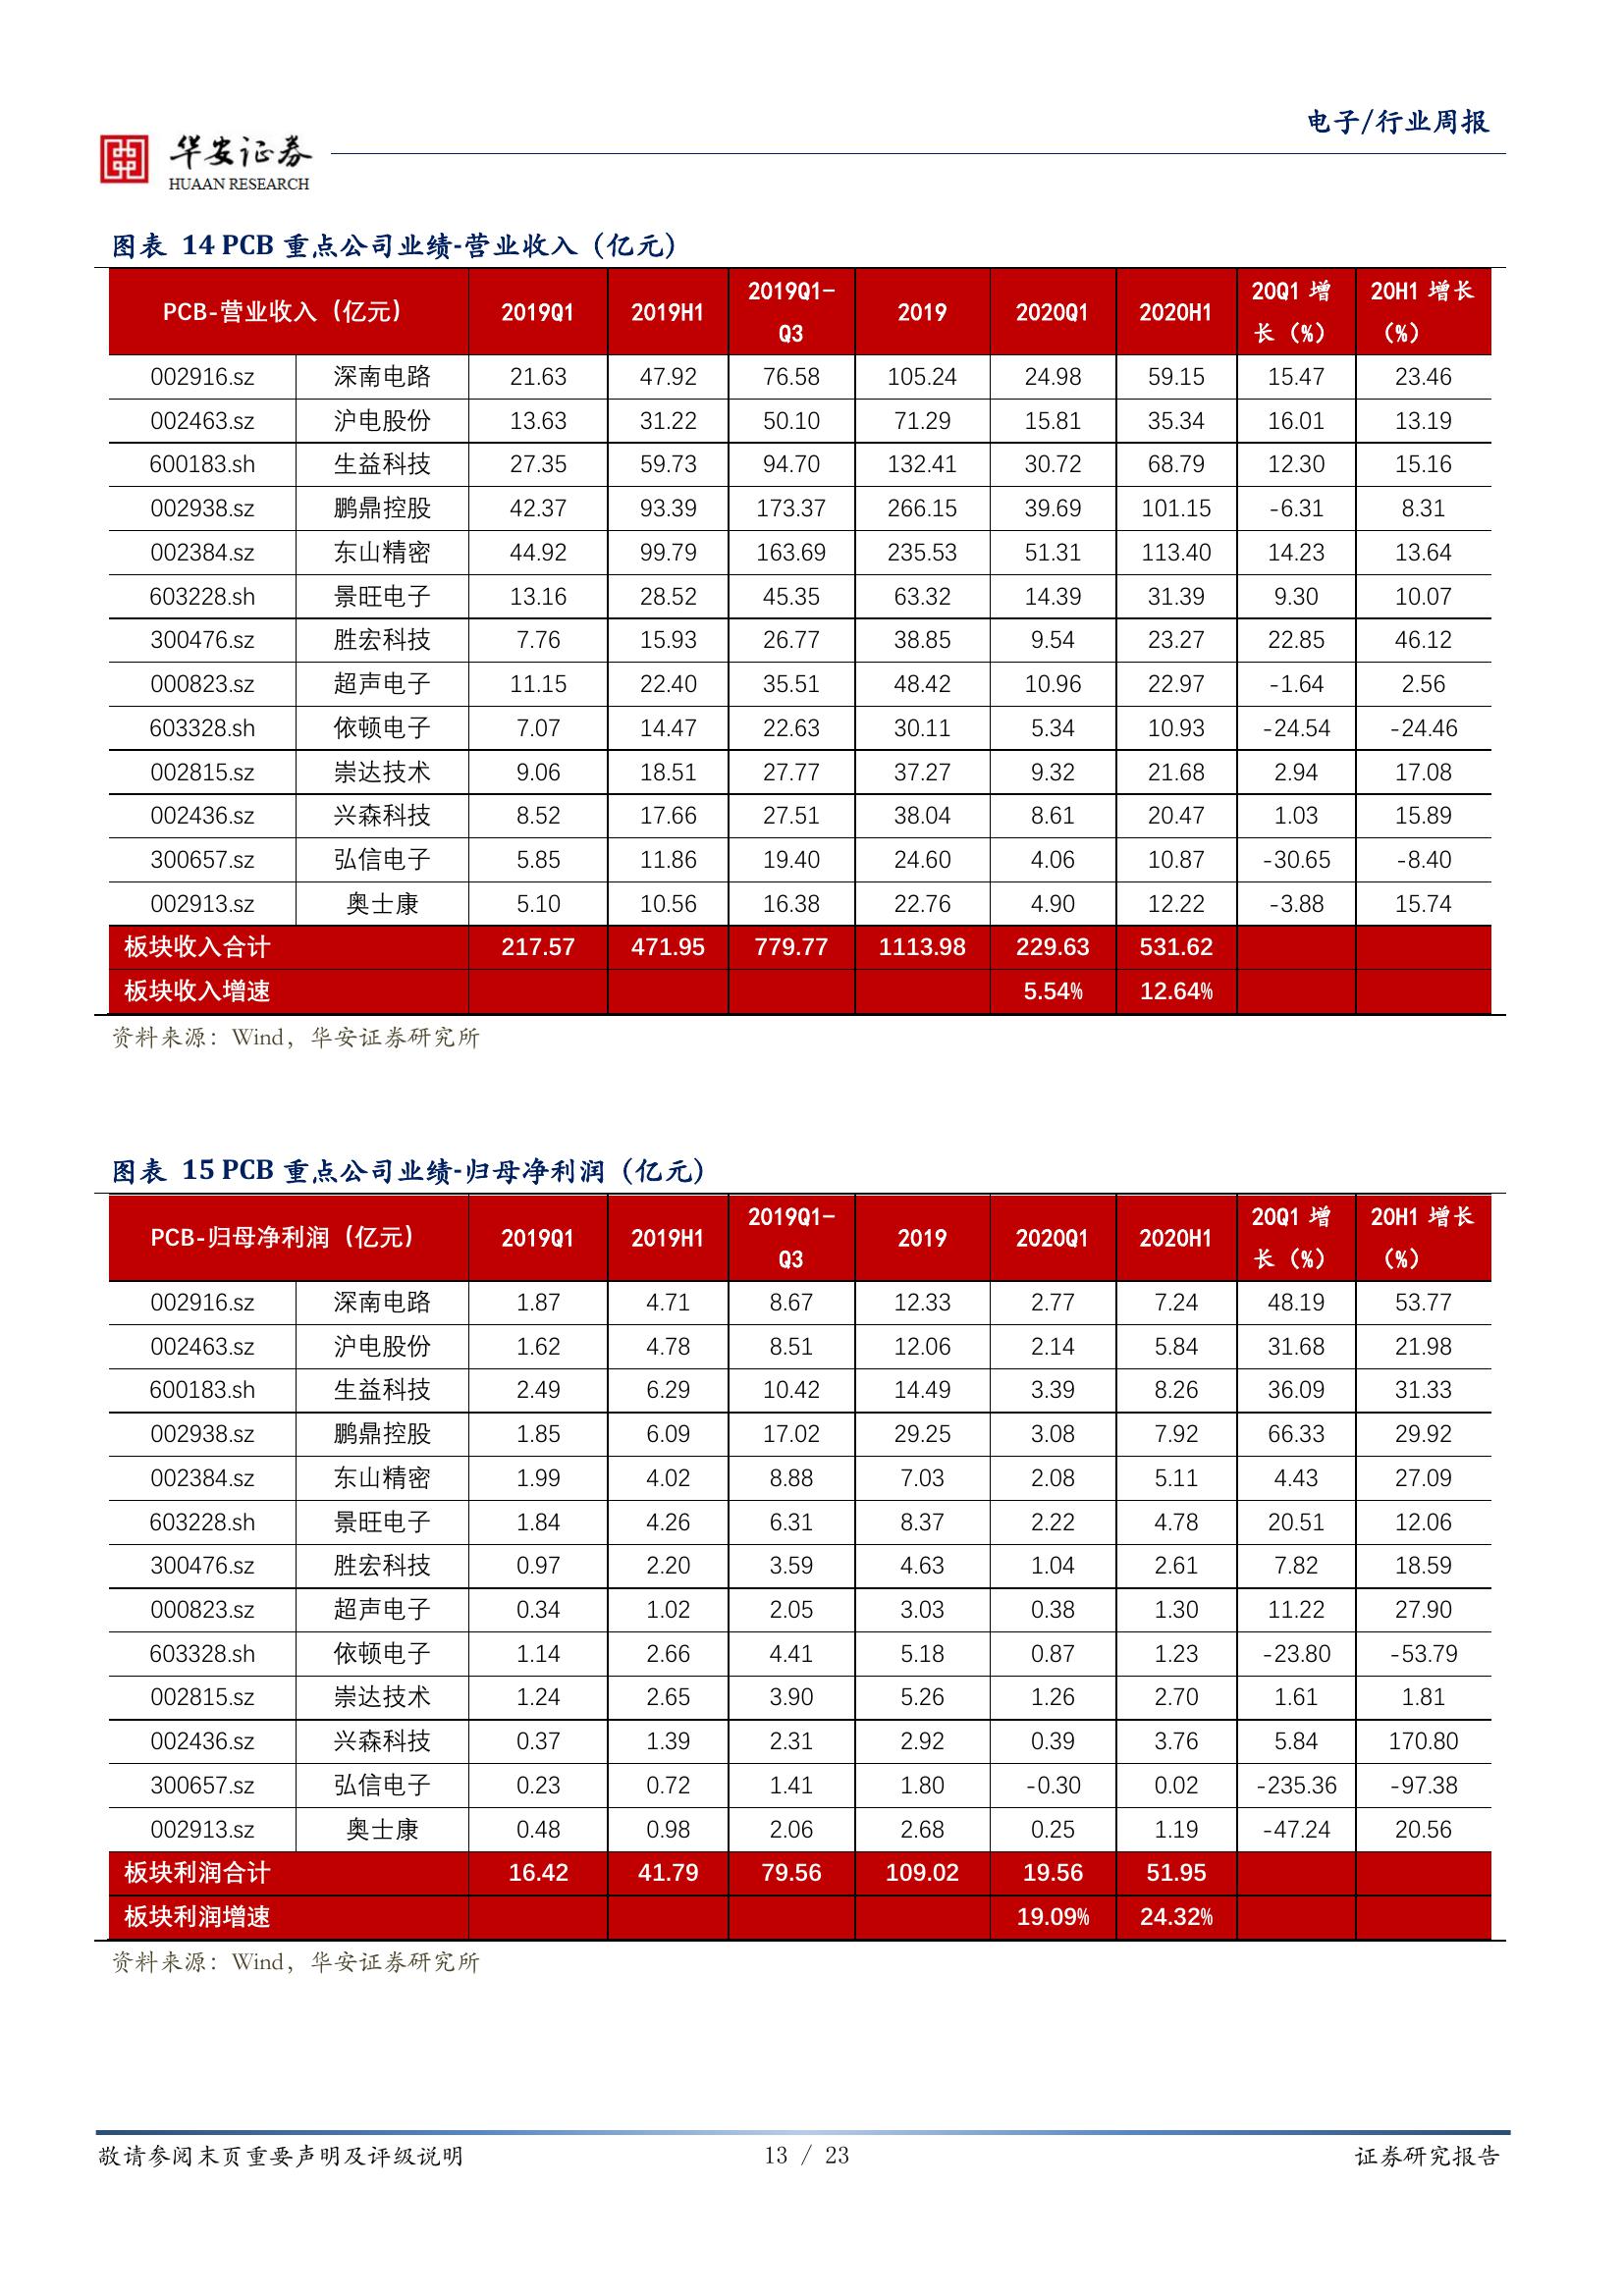 电子/行业周报
华安证券
HUAAN RESEARCH
图表 14 PCB 重点公司业绩-营业收入（亿元）
PCB-营业收入（亿元） 2019Q1 2019H1 2019Q1-Q3 2019 2020Q1 2020H1 20Q1 增长（%） 20H1 增长（%）
002916.sz 深南电路 21.63 47.92 76.58 105.24 24.98 59.15 15.47 23.46
002463.sz 沪电股份 13.63 31.22 50.10 71.29 15.81 35.34 16.01 13.19
600183.sh 生益科技 27.35 59.73 94.70 132.41 30.72 68.79 12.30 15.16
002938.sz 鹏鼎控股 42.37 93.39 173.37 266.15 39.69 101.15 -6.31 8.31
002384.sz 东山精密 44.92 99.79 163.69 235.53 51.31 113.40 14.23 13.64
603228.sh 景旺电子 13.16 28.52 45.35 63.32 14.39 31.39 9.30 10.07
300476.sz 胜宏科技 7.76 15.93 26.77 38.85 9.54 23.27 22.85 46.12
000823.sz 超声电子 11.15 22.40 35.51 48.42 10.96 22.97 -1.64 2.56
603328.sh 依顿电子 7.07 14.47 22.63 30.11 5.34 10.93 -24.54 -24.46
002815.sz 崇达技术 9.06 18.51 27.77 37.27 9.32 21.68 2.94 17.08
002436.sz 兴森科技 8.52 17.66 27.51 38.04 8.61 20.47 1.03 15.89
300657.sz 弘信电子 5.85 11.86 19.40 24.60 4.06 10.87 -30.65 -8.40
002913.sz 奥士康 5.10 10.56 16.38 22.76 4.90 12.22 -3.88 15.74
板块收入合计 217.57 471.95 779.77 1113.98 229.63 531.62
板块收入增速 5.54% 12.64%
资料来源：Wind，华安证券研究所
图表 15 PCB 重点公司业绩-归母净利润（亿元）
PCB-归母净利润（亿元） 2019Q1 2019H1 2019Q1-Q3 2019 2020Q1 2020H1 20Q1 增长（%） 20H1 增长（%）
002916.sz 深南电路 1.87 4.71 8.67 12.33 2.77 7.24 48.19 53.77
002463.sz 沪电股份 1.62 4.78 8.51 12.06 2.14 5.84 31.68 21.98
600183.sh 生益科技 2.49 6.29 10.42 14.49 3.39 8.26 36.09 31.33
002938.sz 鹏鼎控股 1.85 6.09 17.02 29.25 3.08 7.92 66.33 29.92
002384.sz 东山精密 1.99 4.02 8.88 7.03 2.08 5.11 4.43 27.09
603228.sh 景旺电子 1.84 4.26 6.31 8.37 2.22 4.78 20.51 12.06
300476.sz 胜宏科技 0.97 2.20 3.59 4.63 1.04 2.61 7.82 18.59
000823.sz 超声电子 0.34 1.02 2.05 3.03 0.38 1.30 11.22 27.90
603328.sh 依顿电子 1.14 2.66 4.41 5.18 0.87 1.23 -23.80 -53.79
002815.sz 崇达技术 1.24 2.65 3.90 5.26 1.26 2.70 1.61 1.81
002436.sz 兴森科技 0.37 1.39 2.31 2.92 0.39 3.76 5.84 170.80
300657.sz 弘信电子 0.23 0.72 1.41 1.80 -0.30 0.02 -235.36 -97.38
002913.sz 奥士康 0.48 0.98 2.06 2.68 0.25 1.19 -47.24 20.56
板块利润合计 16.42 41.79 79.56 109.02 19.56 51.95
板块利润增速 19.09% 24.32%
资料来源：Wind，华安证券研究所
敬请参阅末页重要声明及评级说明 13 / 23 证券研究报告